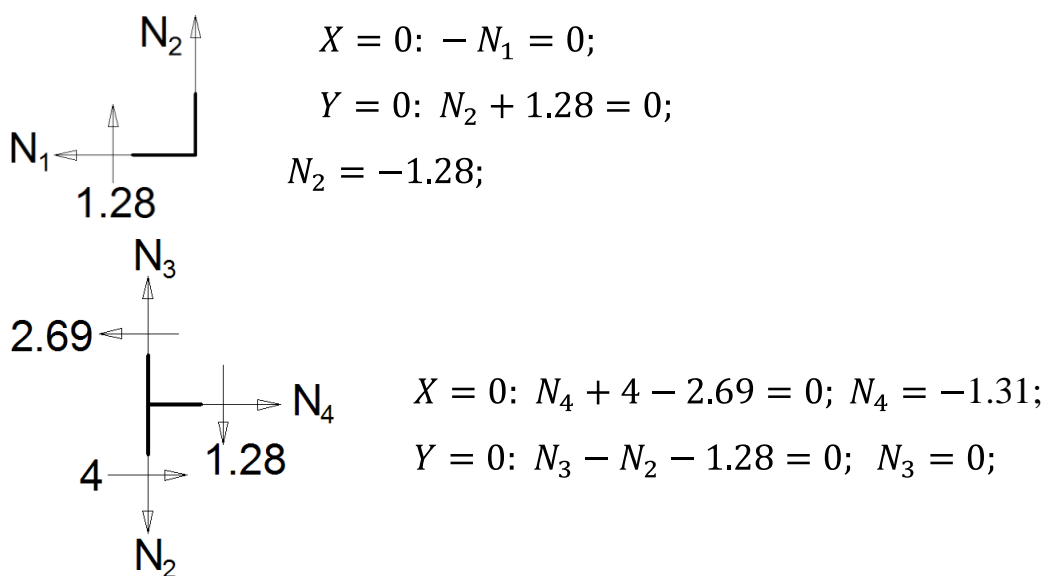 N₂
X = 0: − N₁ = 0;
Y = 0: N₂ + 1.28 = 0;
N₁
N₂ = −1.28;
1.28
N₃
2.69
X = 0: N₄ + 4 − 2.69 = 0; N₄ = −1.31;
N₄
1.28
Y = 0: N₃ − N₂ − 1.28 = 0; N₃ = 0;
4
N₂